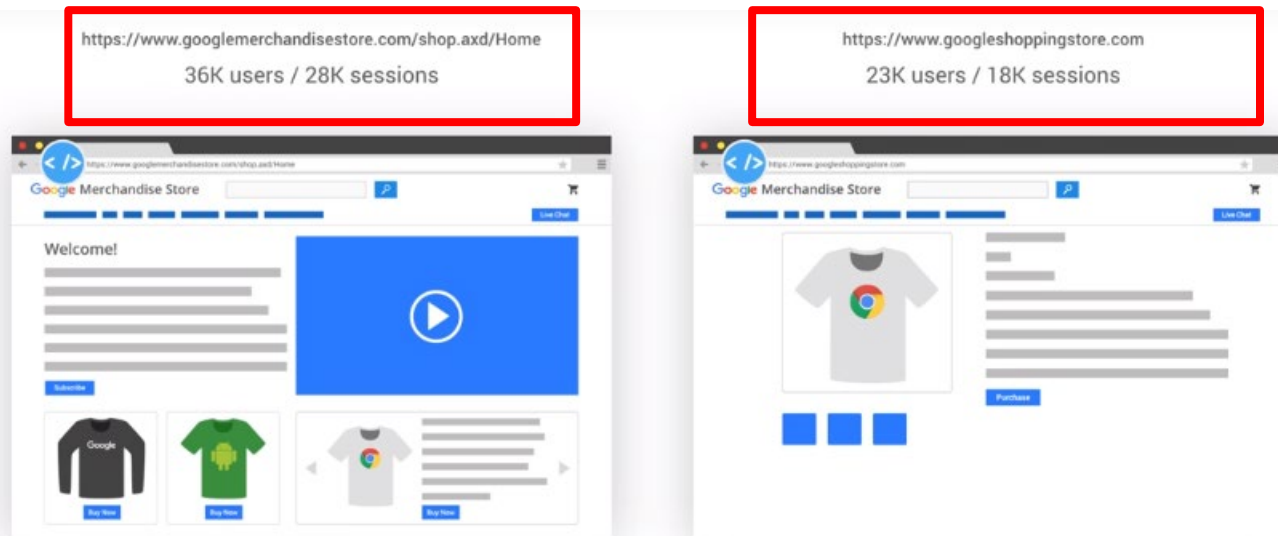 https://www.googlemerchandisestore.com/shop.axd/Home
36K users / 28K sessions
https://www.googleshoppingstore.com
23K users / 18K sessions
</>
https://www.googlemerchandisestore.com/shop.axd/Home
Google Merchandise Store
Live Chat
Welcome!
Subscribe
Google
Buy Now
Buy Now
Buy Now
</>
https://www.googleshoppingstore.com
Google Merchandise Store
Live Chat
Purchase